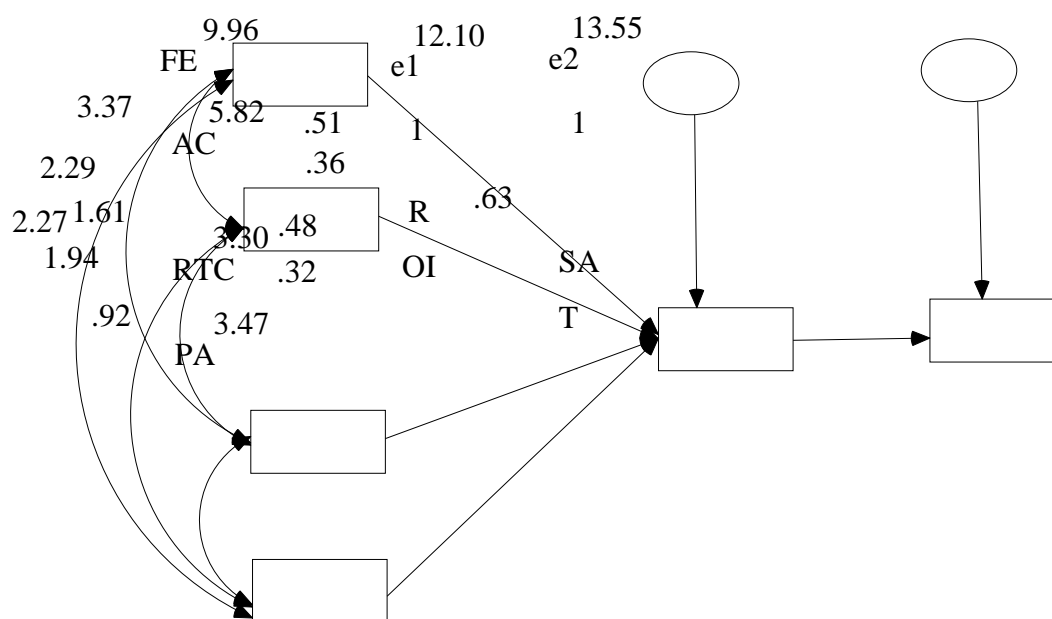 9.96
12.10
13.55
FE
e1
e2
3.37
5.82
.51
1
1
AC
.36
2.29
.63
2.27
1.61
R
3.30
.48
1.94
RTC
.32
OI
SA
.92
3.47
T
PA